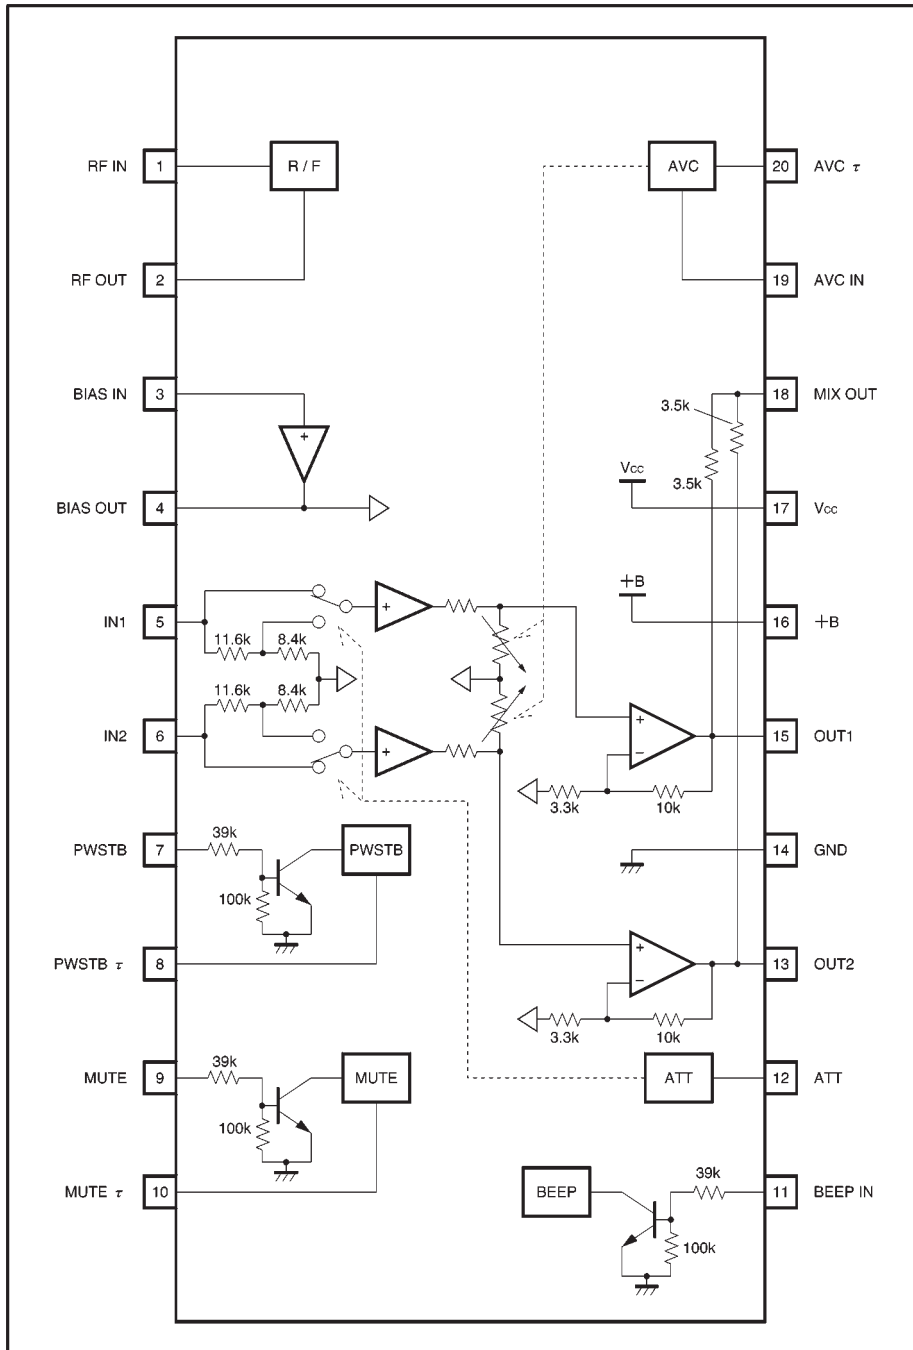 RF IN 1 R / F AVC 20 AVC τ
RF OUT 2 19 AVC IN
BIAS IN 3 + 3.5k 18 MIX OUT
3.5k
BIAS OUT 4 Vcc 17 Vcc
IN1 5 + +B 16 +B
11.6k 8.4k
11.6k 8.4k
IN2 6 + + − 15 OUT1
3.3k 10k
PWSTB 7 39k PWSTB 14 GND
100k
PWSTB τ 8 + − 13 OUT2
3.3k 10k
MUTE 9 39k MUTE ATT 12 ATT
100k
MUTE τ 10 BEEP 39k 11 BEEP IN
100k